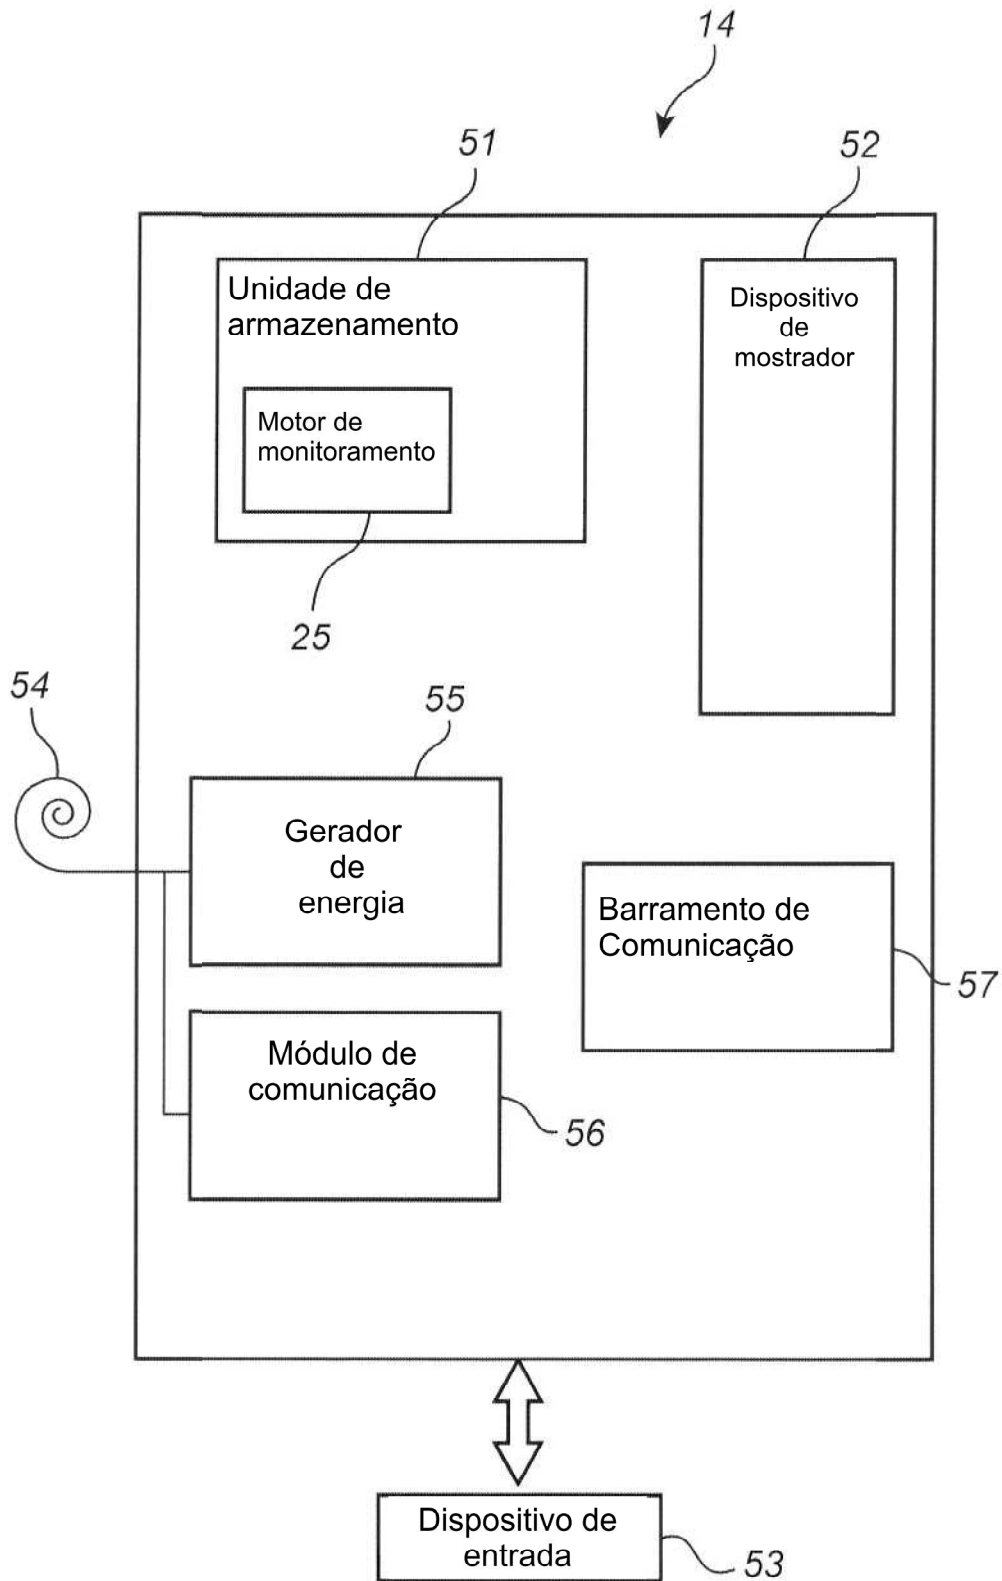 14
51
52
Unidade de
armazenamento
Dispositivo
de
mostrador
Motor de
monitoramento
25
54
55
Gerador
de
energia
Barramento de
Comunicação
57
Módulo de
comunicação
56
Dispositivo de
entrada
53